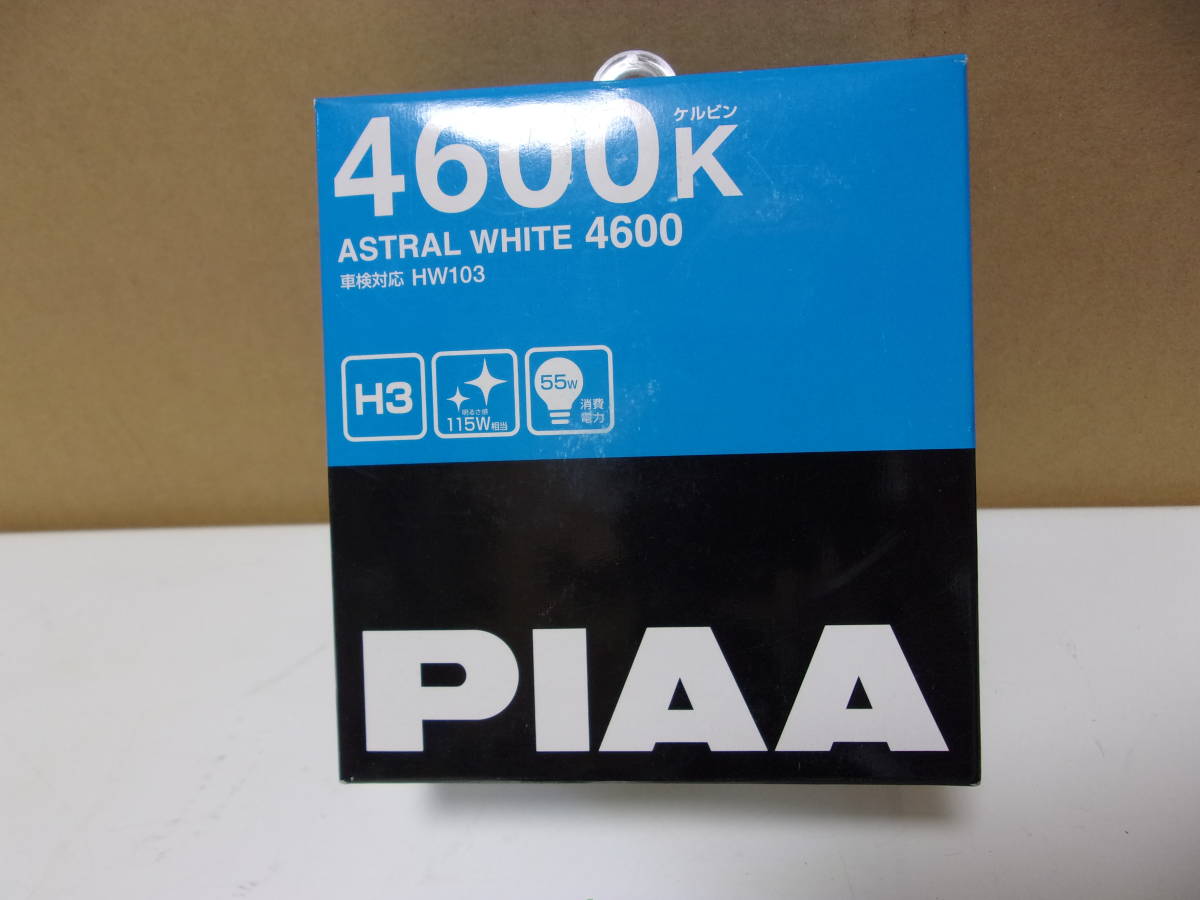 ケルビン
4600K
ASTRAL WHITE 4600
車検対応 HW103
H3
明るさ感
115W相当
55W
消費
電力
PIAA